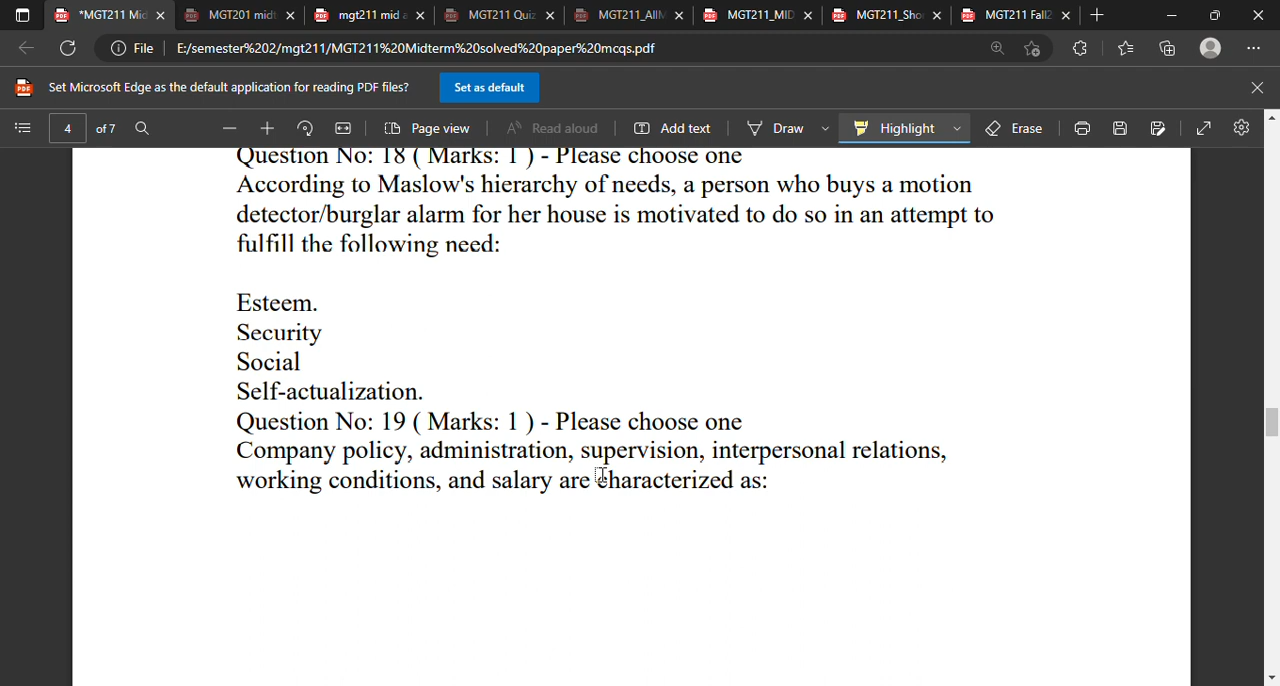 *MGT211 Mi
MGT201 midt
mgt211 mid a
MGT211 Quiz
MGT211_AllM
MGT211_MID
MGT211_Sho
MGT211 Fall2
File
E:/semester%202/mgt211/MGT211%20Midterm%20solved%20paper%20mcqs.pdf
Set Microsoft Edge as the default application for reading PDF files?
Set as default
4 of 7
Page view
Read aloud
Add text
Draw
Highlight
Erase
Question No: 18 ( Marks: 1 ) - Please choose one
According to Maslow's hierarchy of needs, a person who buys a motion
detector/burglar alarm for her house is motivated to do so in an attempt to
fulfill the following need:
Esteem.
Security
Social
Self-actualization.
Question No: 19 ( Marks: 1 ) - Please choose one
Company policy, administration, supervision, interpersonal relations,
working conditions, and salary are characterized as: